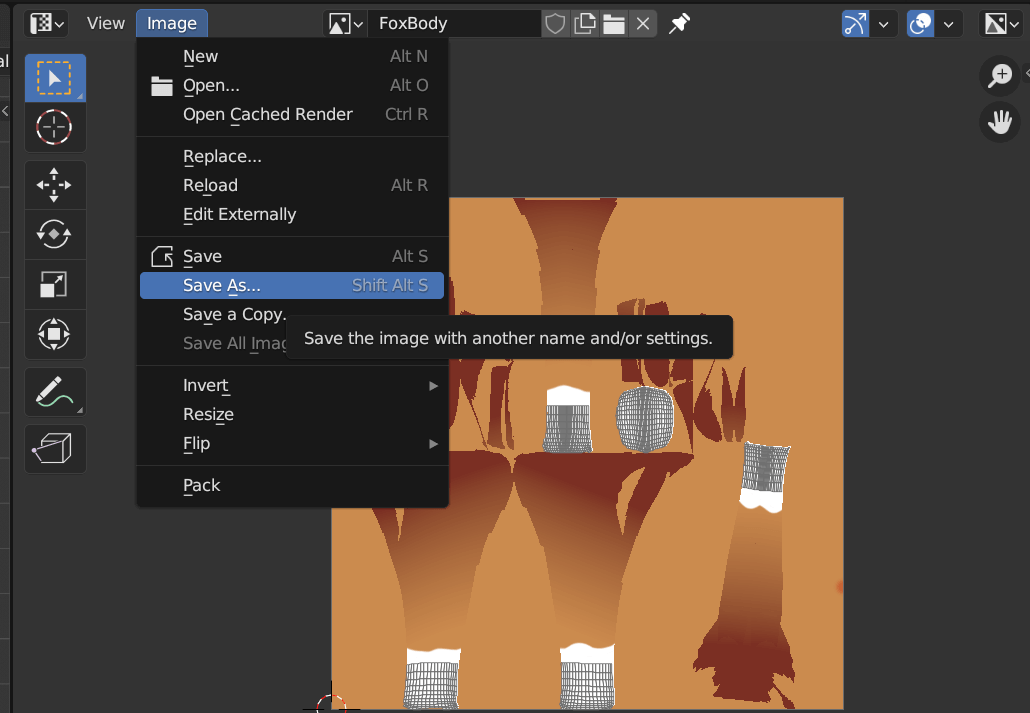 View Image FoxBody
New Alt N
Open... Alt O
Open Cached Render Ctrl R
Replace...
Reload Alt R
Edit Externally
Save Alt S
Save As... Shift Alt S
Save a Copy.
Save the image with another name and/or settings.
Save All
Invert
Resize
Flip
Pack